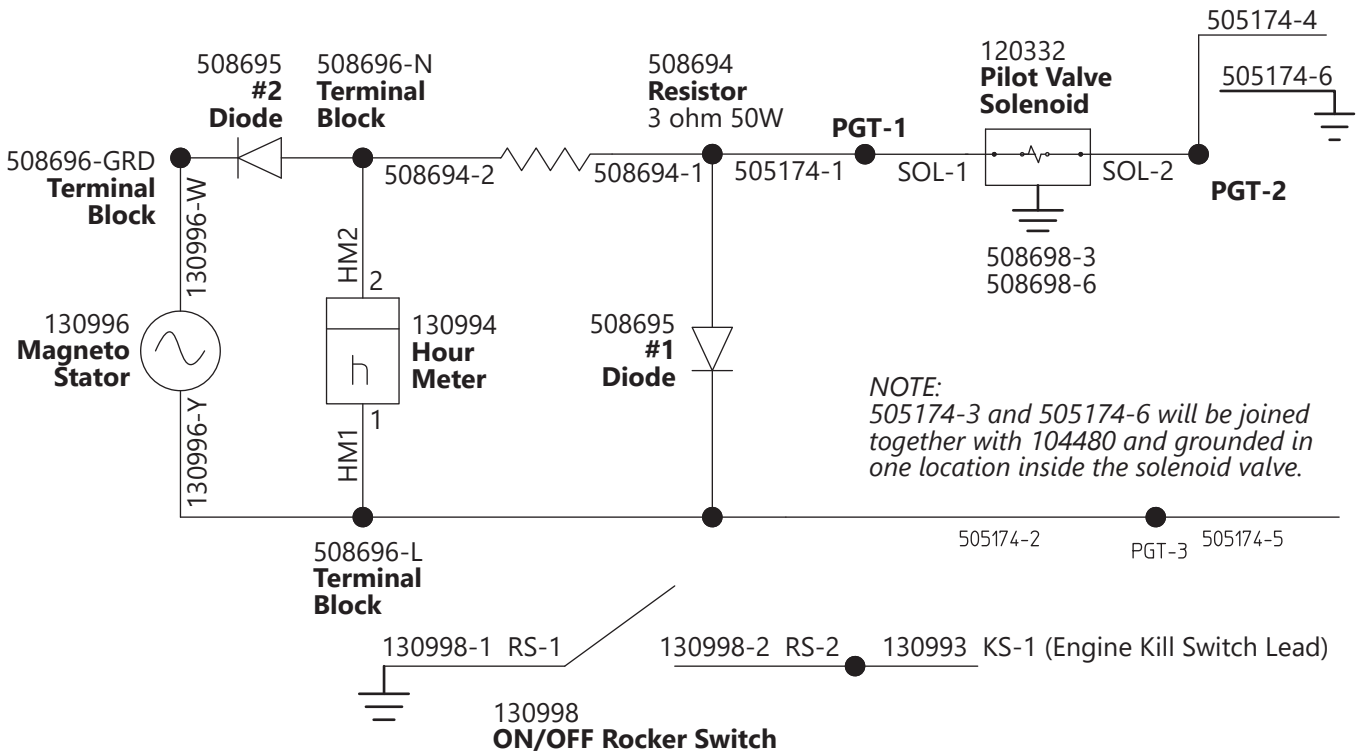 505174-4
508695
#2
Diode
508696-N
Terminal
Block
508694
Resistor
3 ohm 50W
120332
Pilot Valve
Solenoid
505174-6
PGT-1
508696-GRD
Terminal
Block
508694-2
508694-1
505174-1
SOL-1
SOL-2
PGT-2
130996-W
HM2
2
508698-3
508698-6
130996
Magneto
Stator
130994
Hour
Meter
h
508695
#1
Diode
1
HM1
130996-Y
NOTE:
505174-3 and 505174-6 will be joined
together with 104480 and grounded in
one location inside the solenoid valve.
508696-L
Terminal
Block
505174-2
PGT-3
505174-5
130998-1 RS-1
130998-2 RS-2
130993 KS-1 (Engine Kill Switch Lead)
130998
ON/OFF Rocker Switch